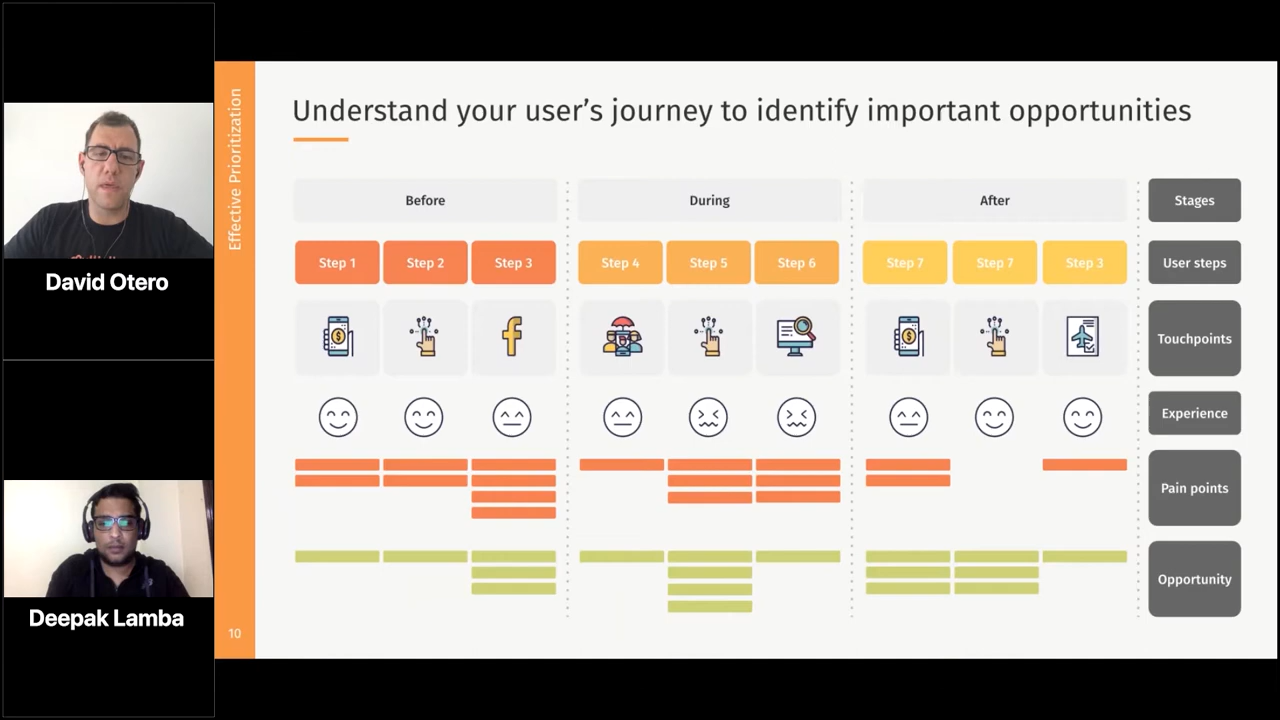 David Otero
Deepak Lamba
Effective Prioritization
10
Understand your user's journey to identify important opportunities
Before During After Stages
Step 1 Step 2 Step 3 Step 4 Step 5 Step 6 Step 7 Step 7 Step 3 User steps
Touchpoints
Experience
Pain points
Opportunity